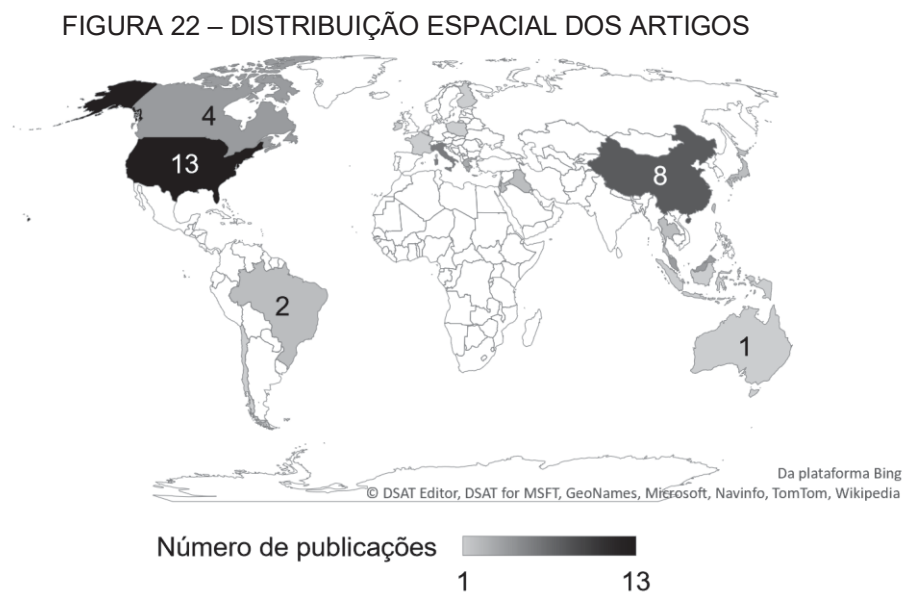 FIGURA 22 – DISTRIBUIÇÃO ESPACIAL DOS ARTIGOS
4
4
13
8
2
1
Da plataforma Bing
© DSAT Editor, DSAT for MSFT, GeoNames, Microsoft, Navinfo, TomTom, Wikipedia
Número de publicações
1 13